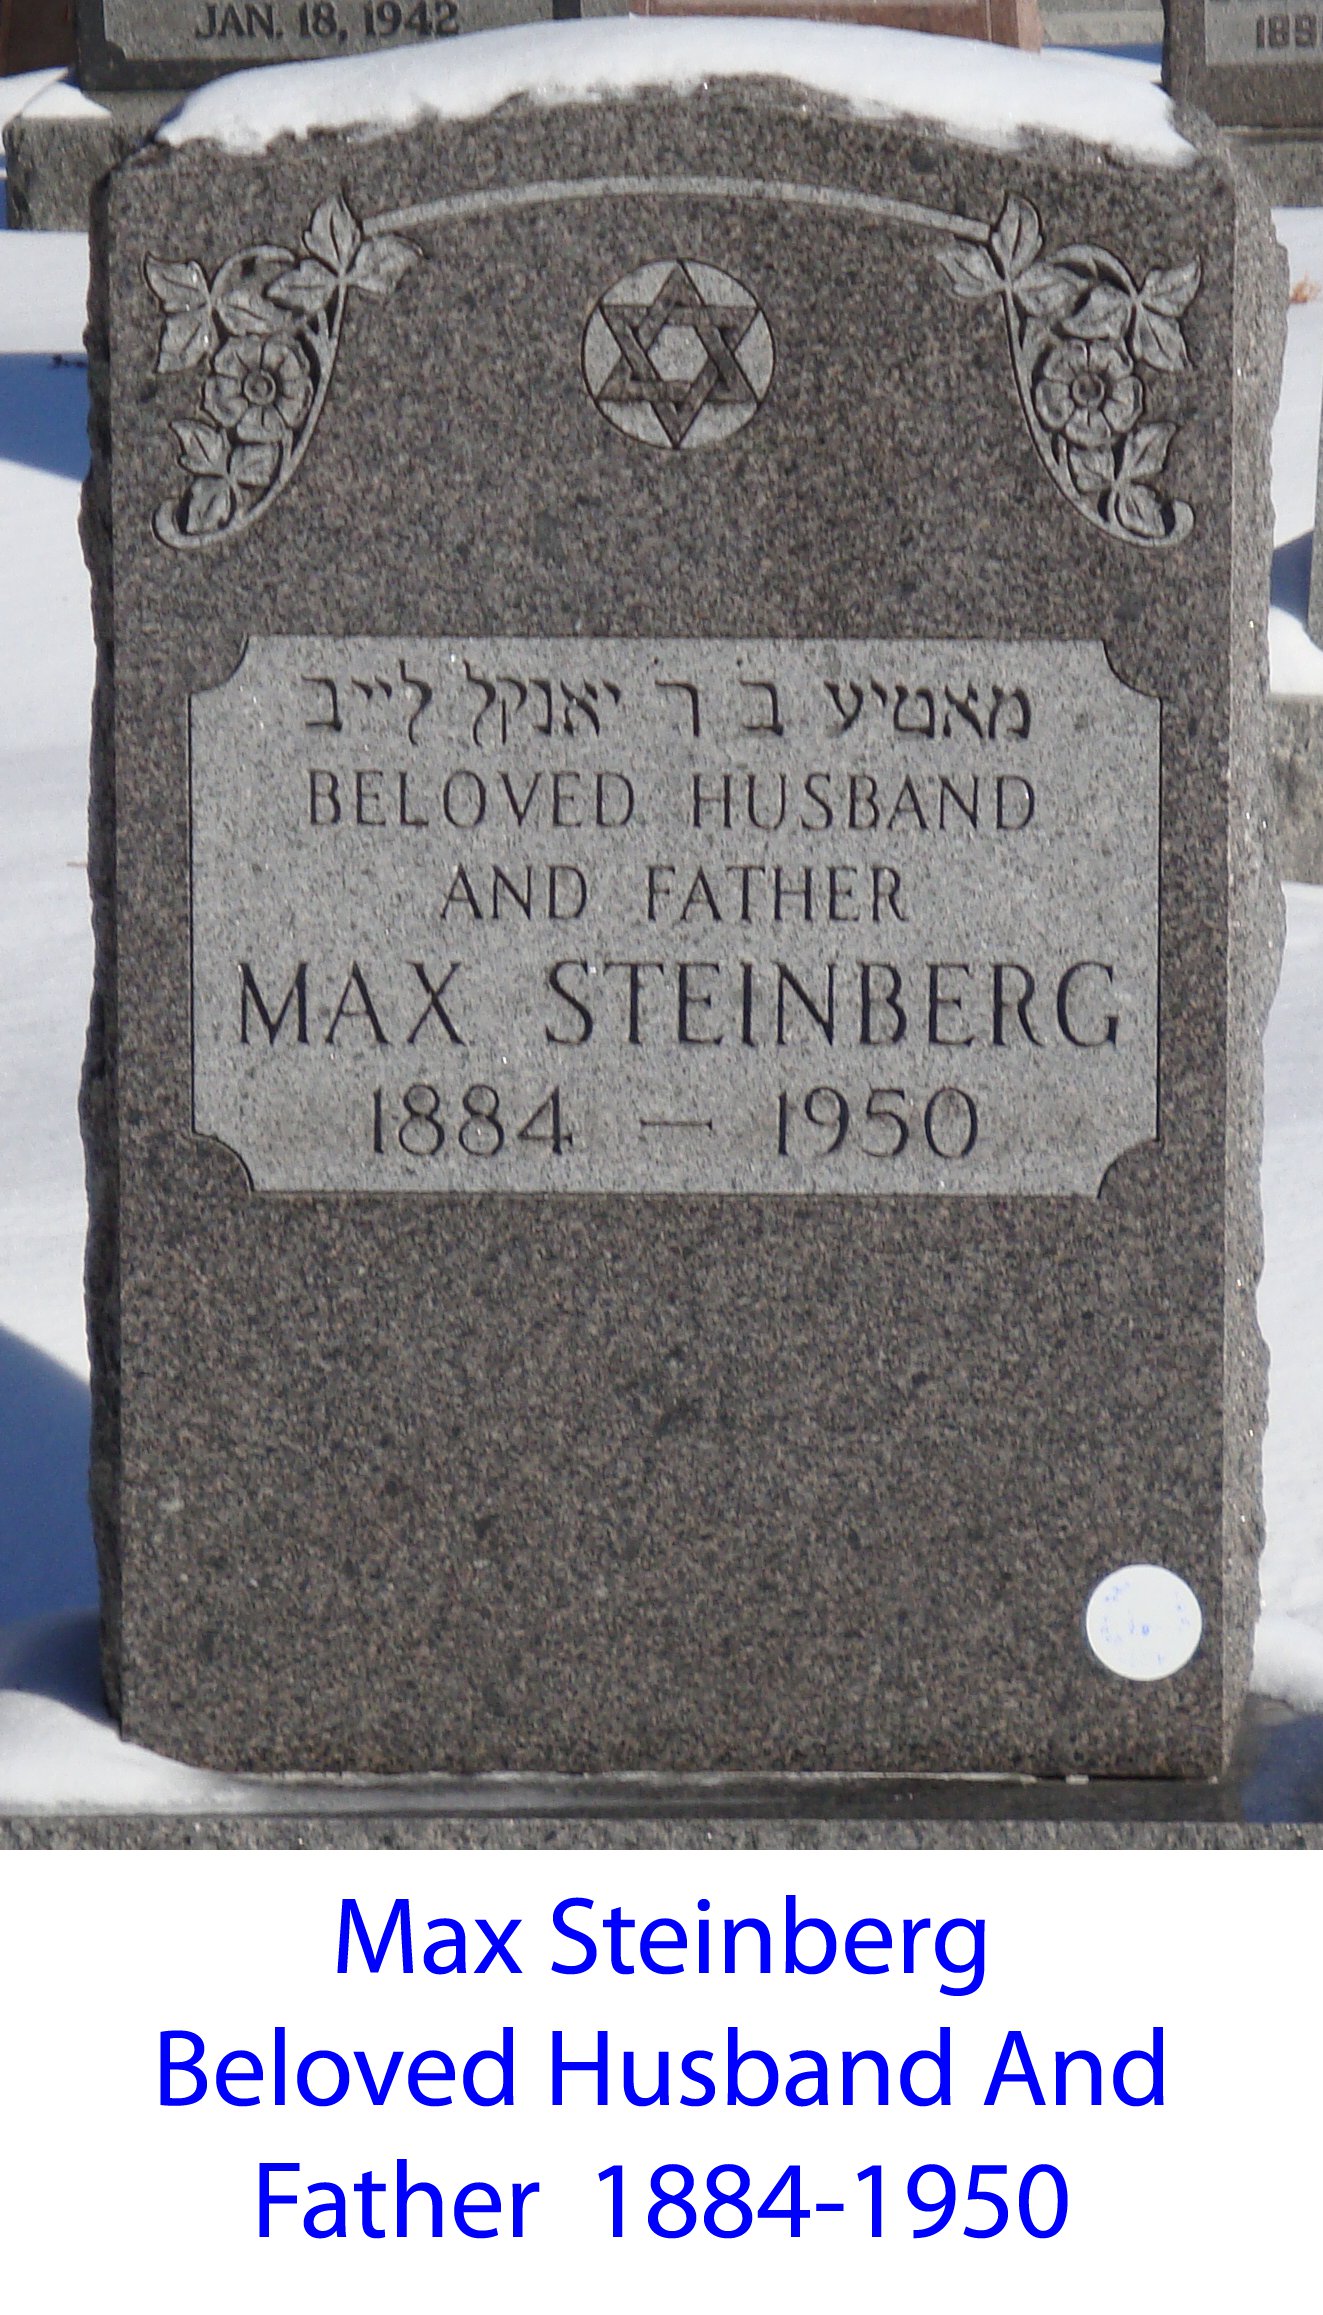 JAN. 18, 1942
189
מאטיע ב ר יאנקל לייב
BELOVED HUSBAND
AND FATHER
MAX STEINBERG
1884 — 1950
Max Steinberg
Beloved Husband And
Father 1884-1950